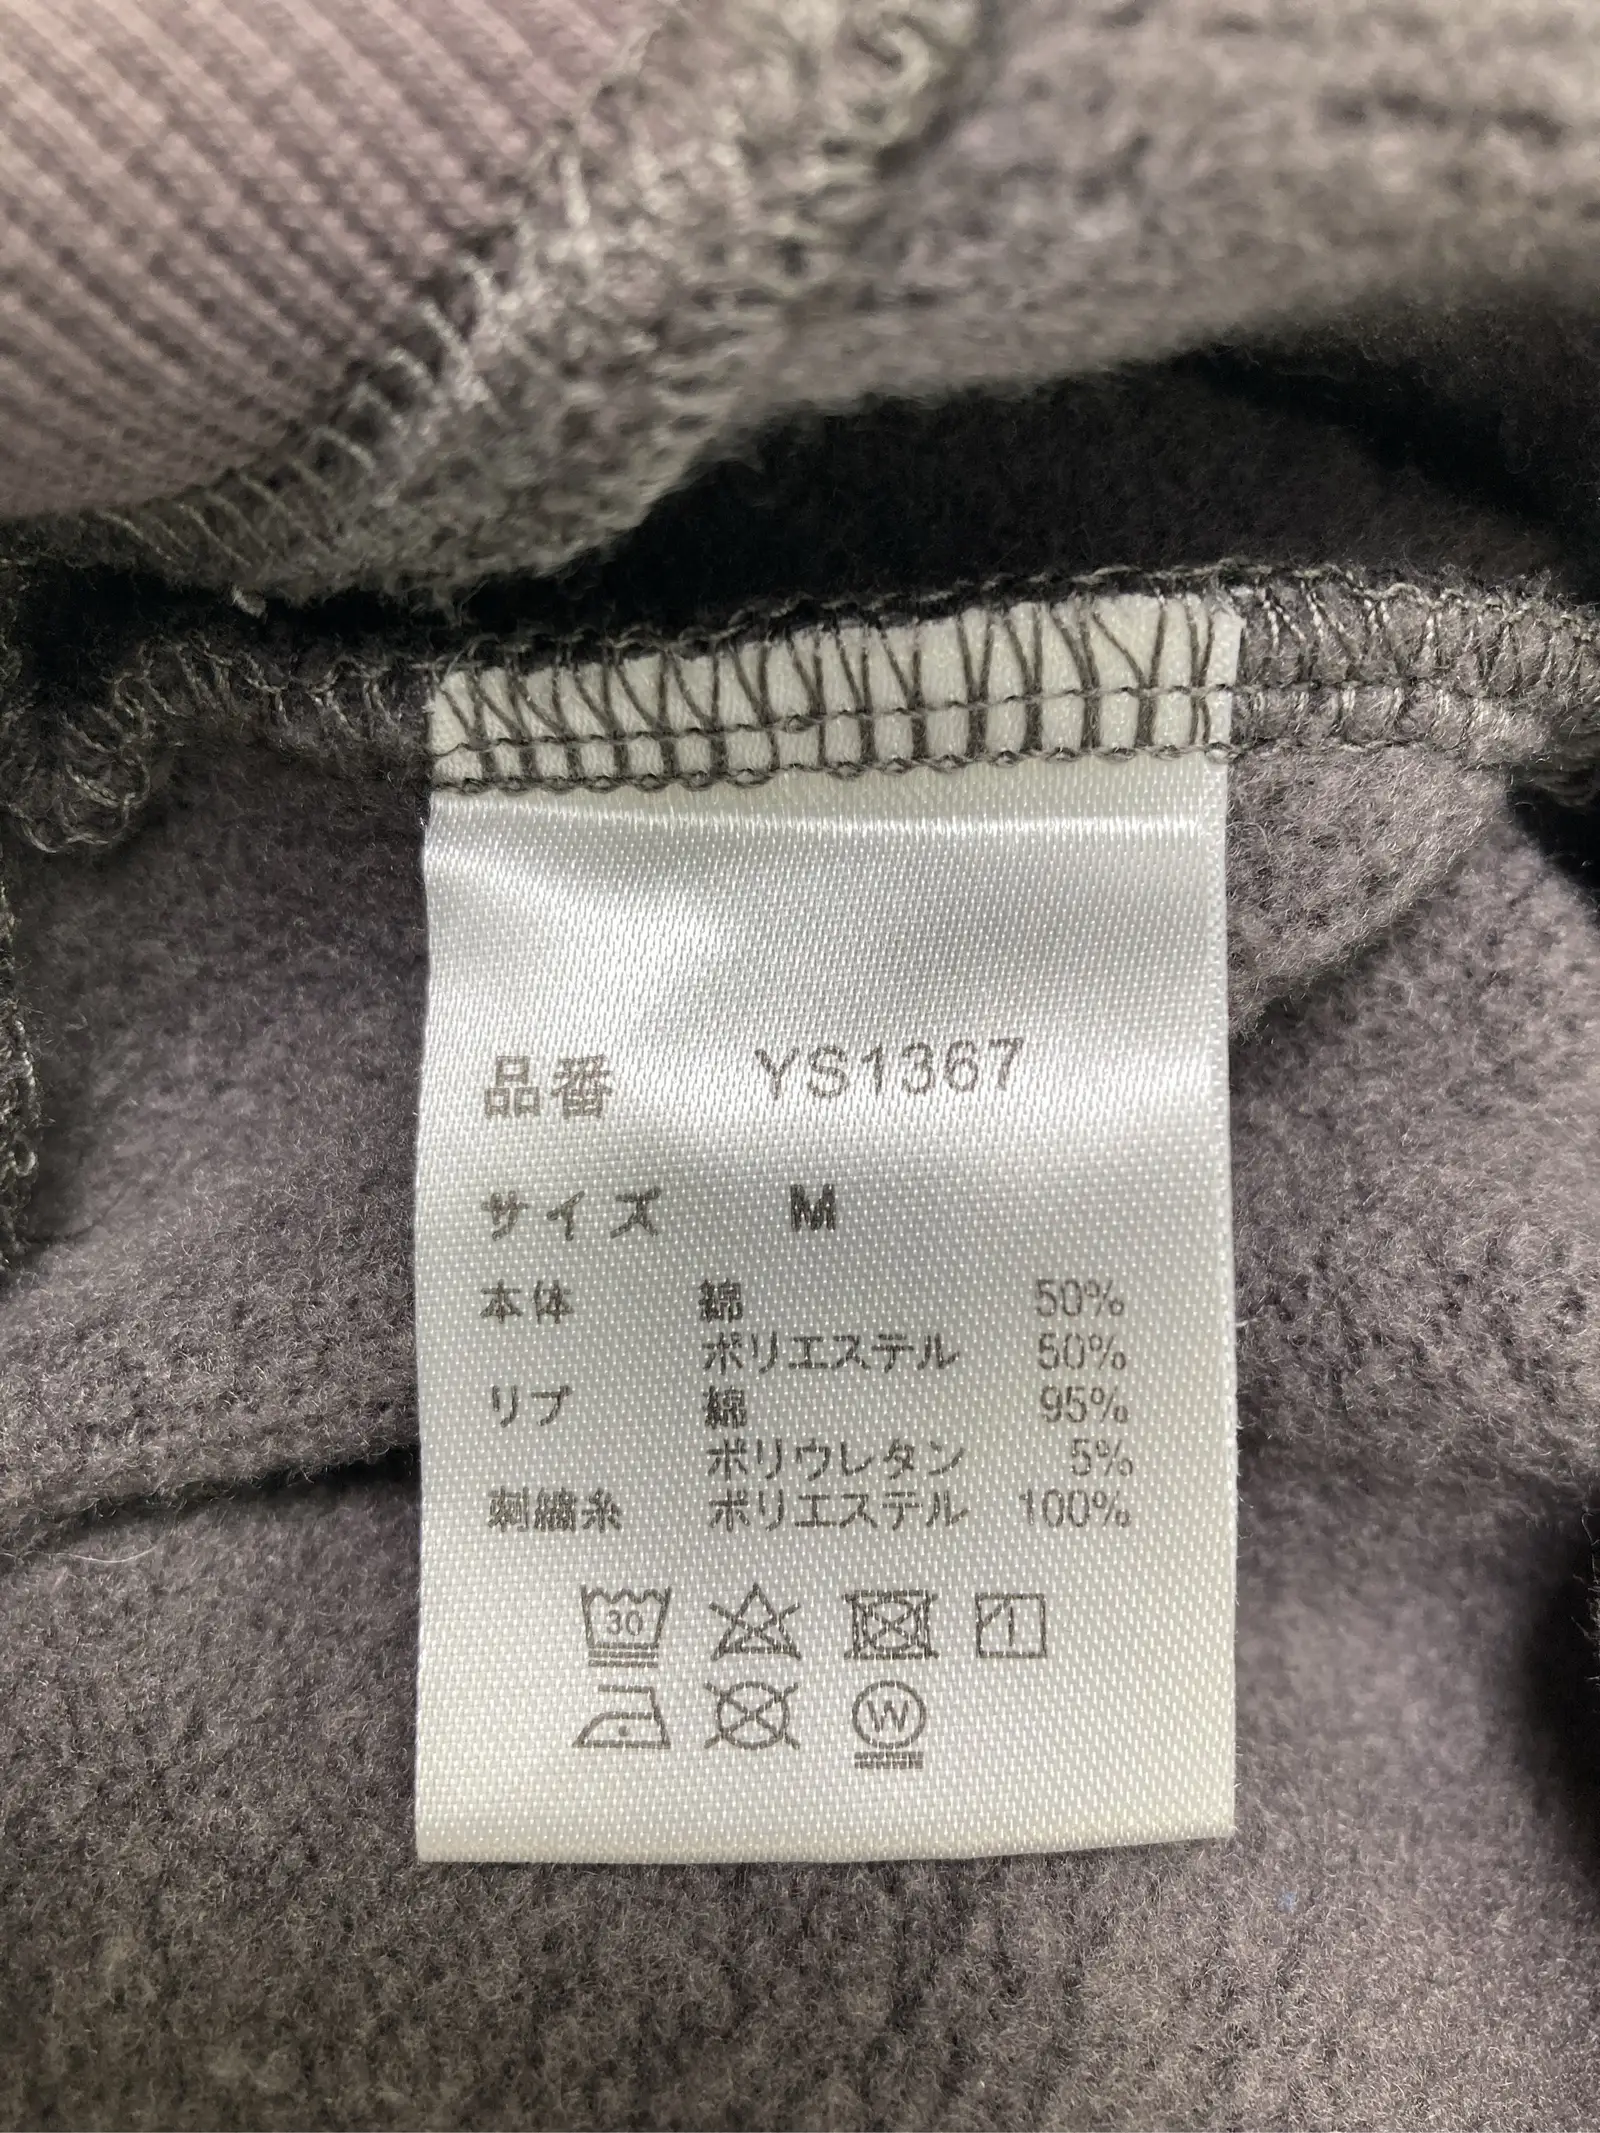 品番 YS1367
サイズ M
本体 綿 50%
ポリエステル 50%
リブ 綿 95%
ポリウレタン 5%
刺繍糸 ポリエステル 100%
30
W